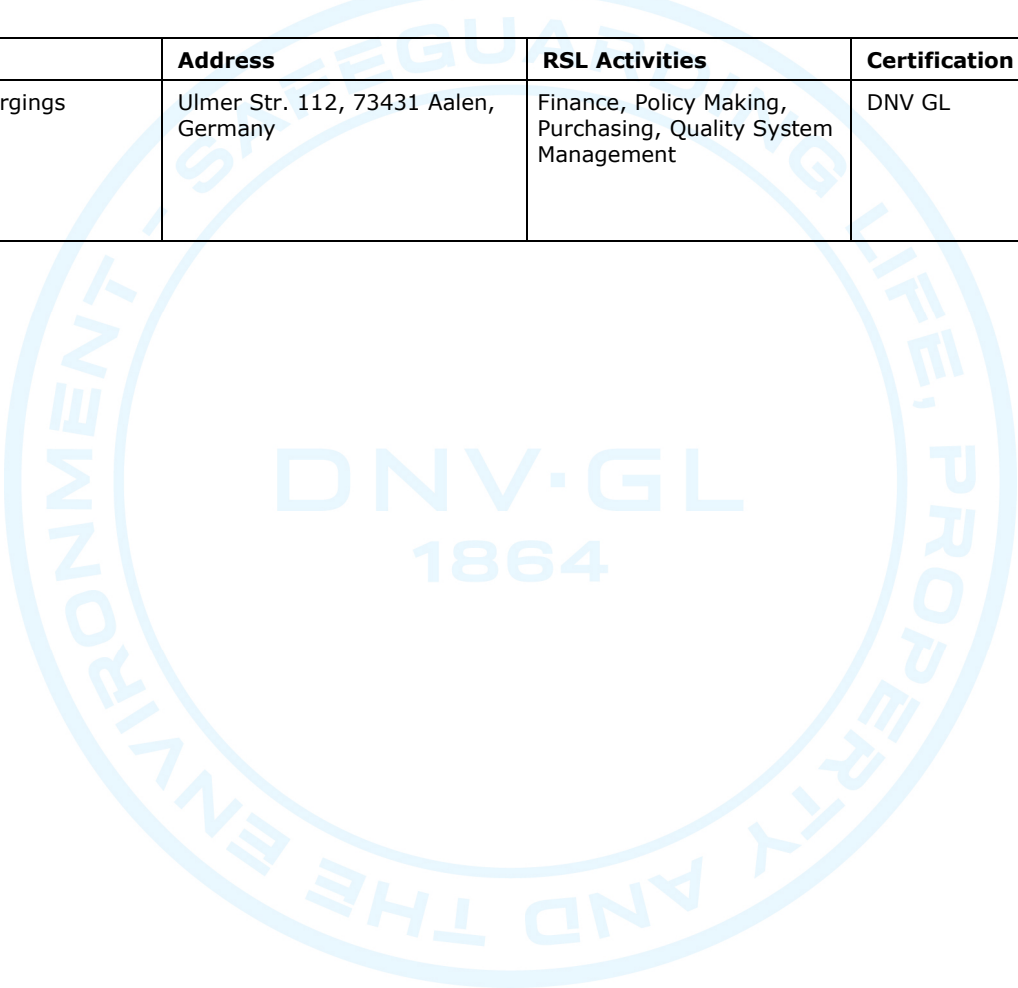 Address RSL Activities Certification
rgings Ulmer Str. 112, 73431 Aalen, Finance, Policy Making, DNV GL
Germany Purchasing, Quality System
Management
SAFEGUARDING LIFE, PROPERTY AND THE ENVIRONMENT -
DNV·GL
1864